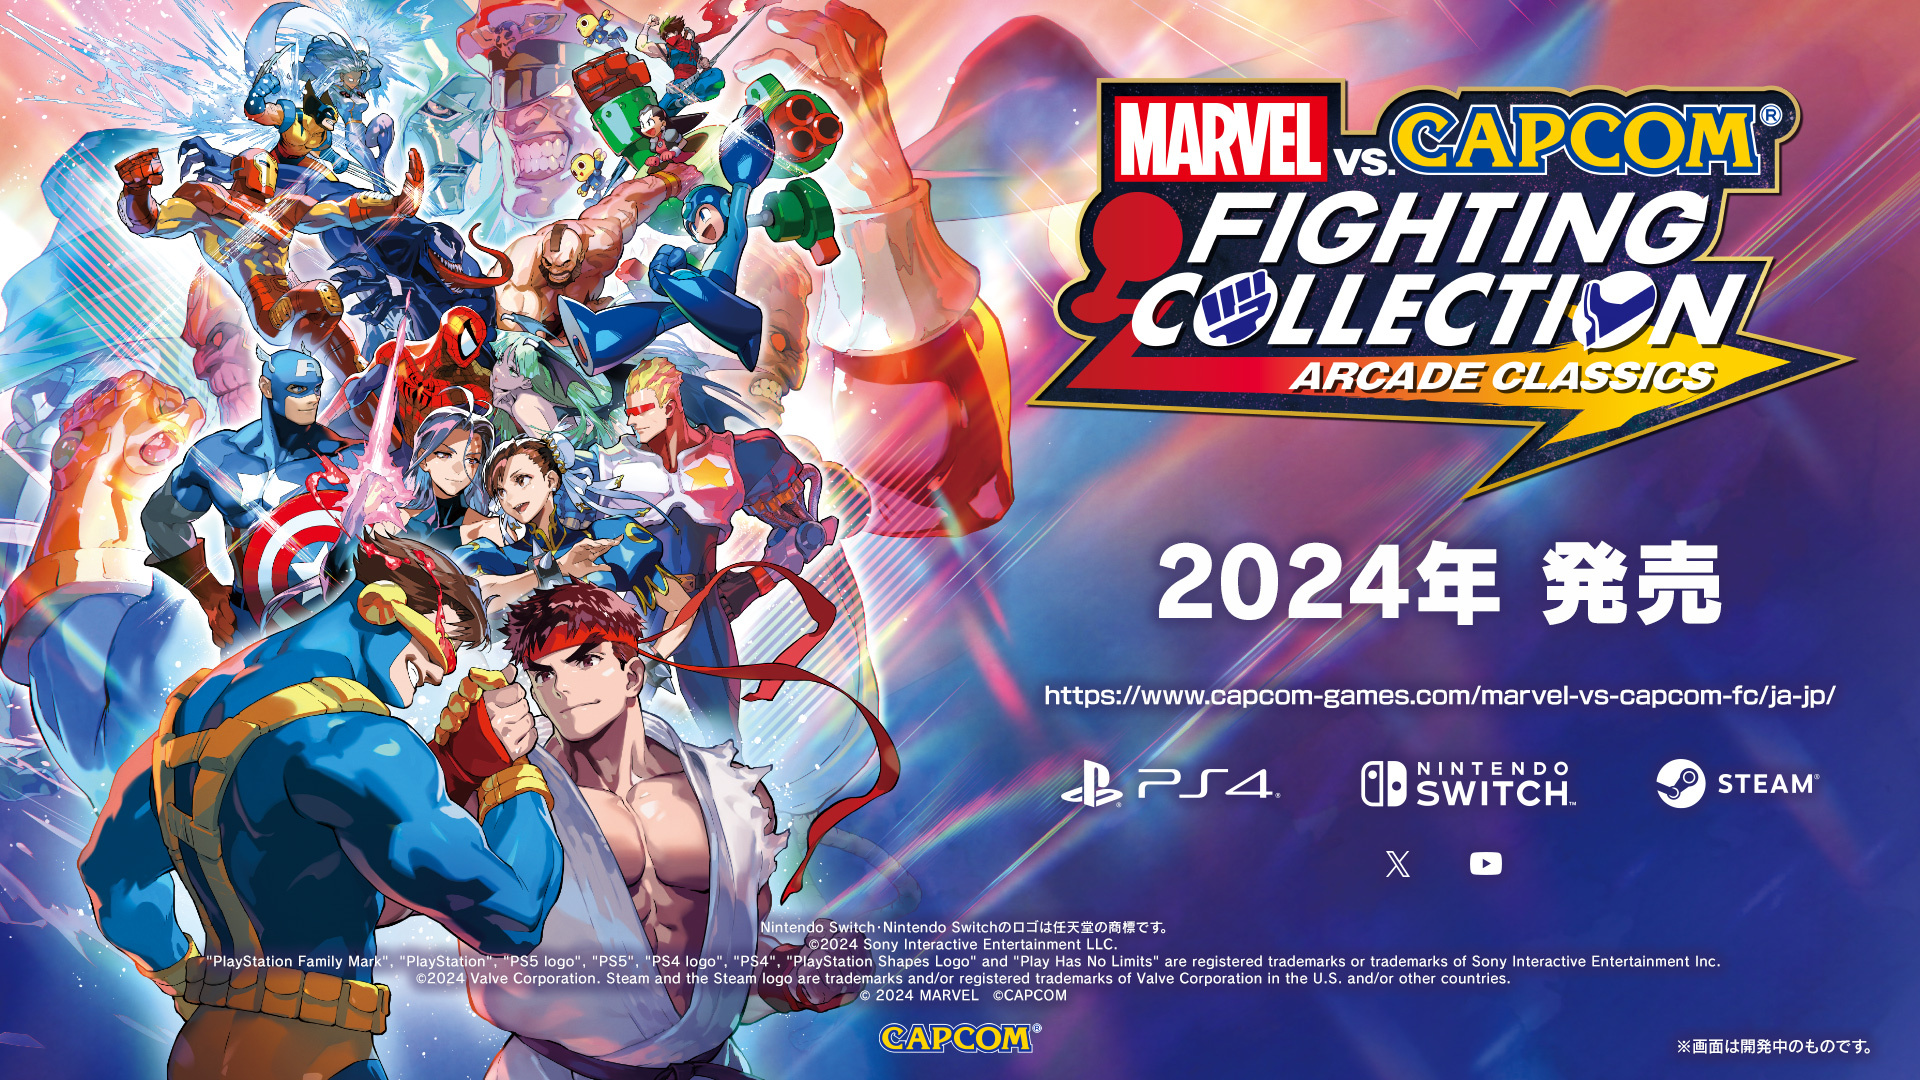 MARVEL VS. CAPCOM®
FIGHTING
COLLECTION
ARCADE CLASSICS
2024年 発売
https://www.capcom-games.com/marvel-vs-capcom-fc/ja-jp/
PS4® NINTENDO SWITCH™ STEAM®
Nintendo Switch・Nintendo Switchのロゴは任天堂の商標です。
©2024 Sony Interactive Entertainment LLC.
"PlayStation Family Mark", "PlayStation", "PS5 logo", "PS5", "PS4 logo", "PS4", "PlayStation Shapes Logo" and "Play Has No Limits" are registered trademarks or trademarks of Sony Interactive Entertainment Inc.
©2024 Valve Corporation. Steam and the Steam logo are trademarks and/or registered trademarks of Valve Corporation in the U.S. and/or other countries.
© 2024 MARVEL ©CAPCOM
CAPCOM®
※画面は開発中のものです。